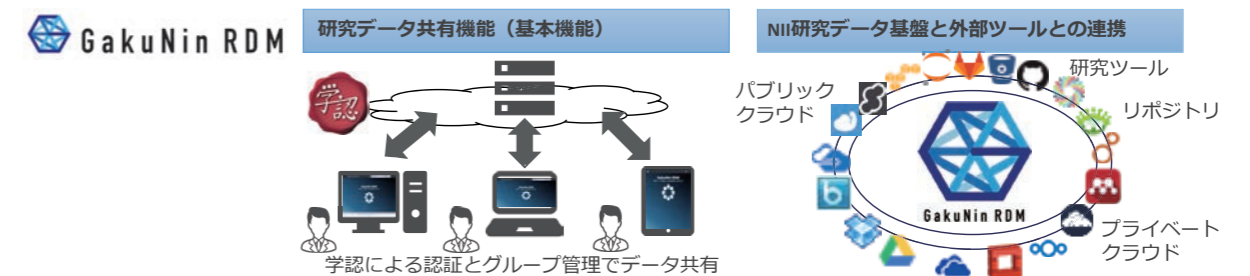 GakuNin RDM
研究データ共有機能（基本機能）
学認
学認による認証とグループ管理でデータ共有
NII研究データ基盤と外部ツールとの連携
研究ツール
パブリック
クラウド
リポジトリ
GakuNin RDM
プライベート
クラウド